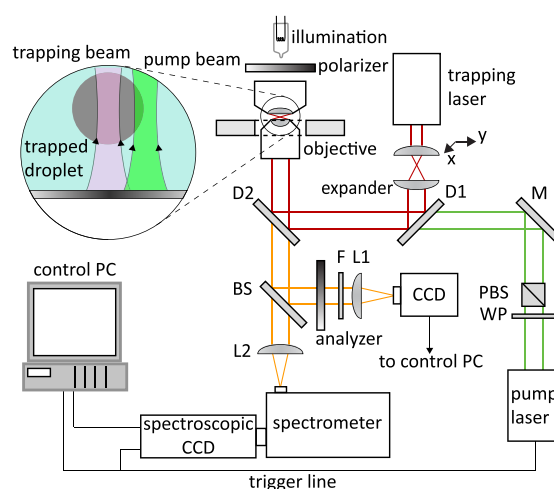 illumination
trapping beam
pump beam
polarizer
trapping
laser
y
x
trapped
droplet
objective
expander
D2
D1
M
control PC
BS
F L1
CCD
PBS
WP
analyzer
to control PC
L2
pump
laser
spectroscopic
CCD
spectrometer
trigger line